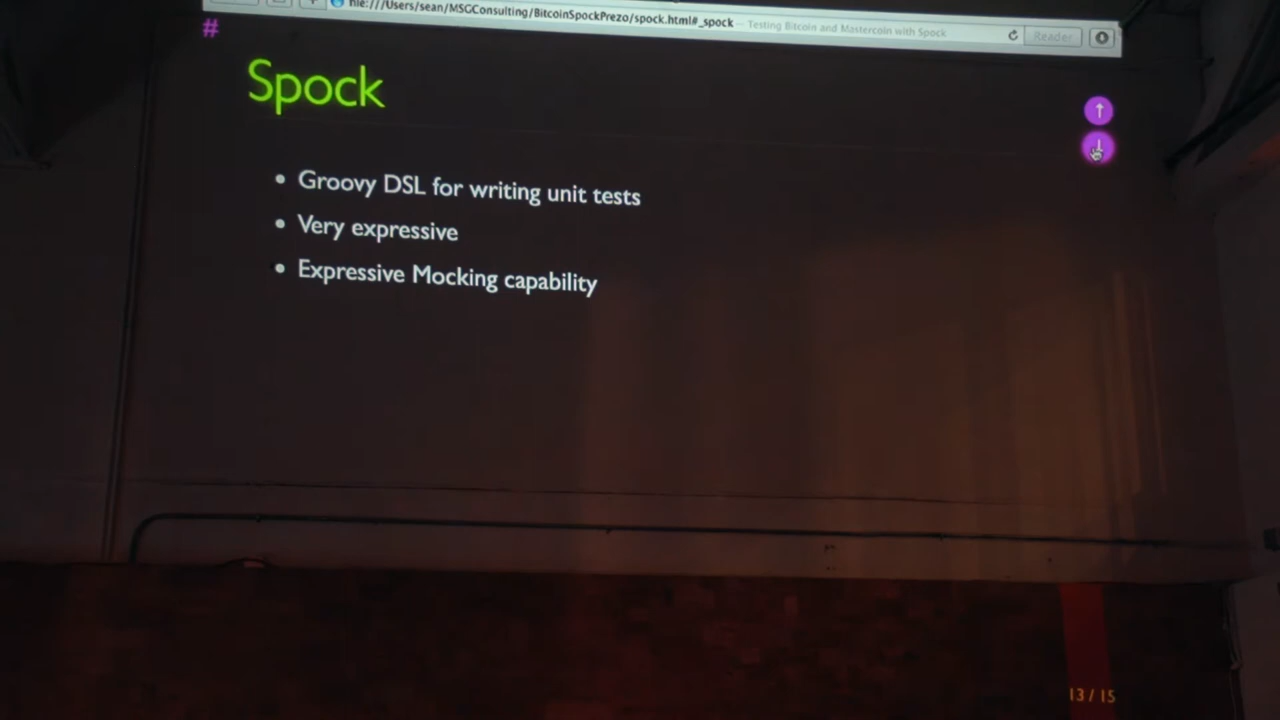 file:///Users/sean/MSGConsulting/BitcoinSpockPrezo/spock.html#_spock — Testing Bitcoin and Mastercoin with Spock
Reader
#
Spock
• Groovy DSL for writing unit tests
• Very expressive
• Expressive Mocking capability
13 / 15